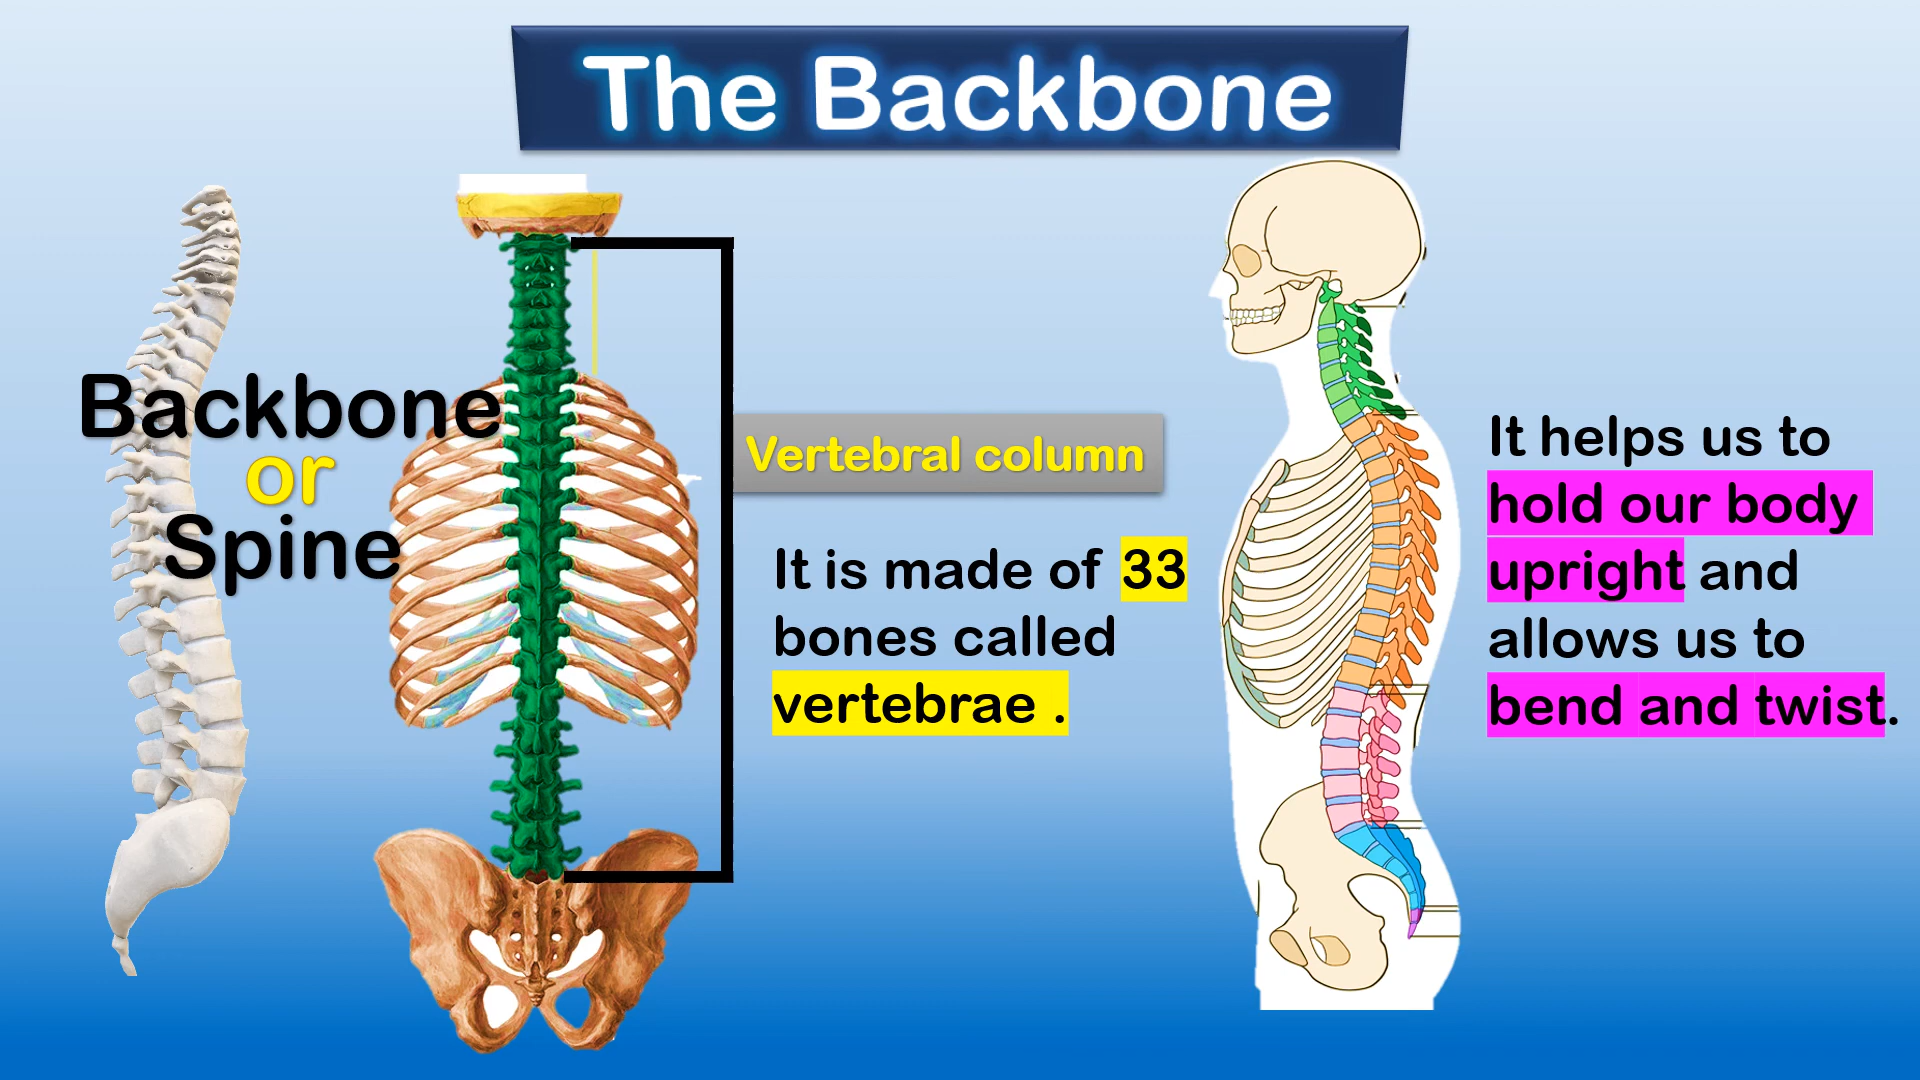 The Backbone
Backbone
or
Spine
Vertebral column
It is made of 33
bones called
vertebrae .
It helps us to
hold our body
upright and
allows us to
bend and twist.